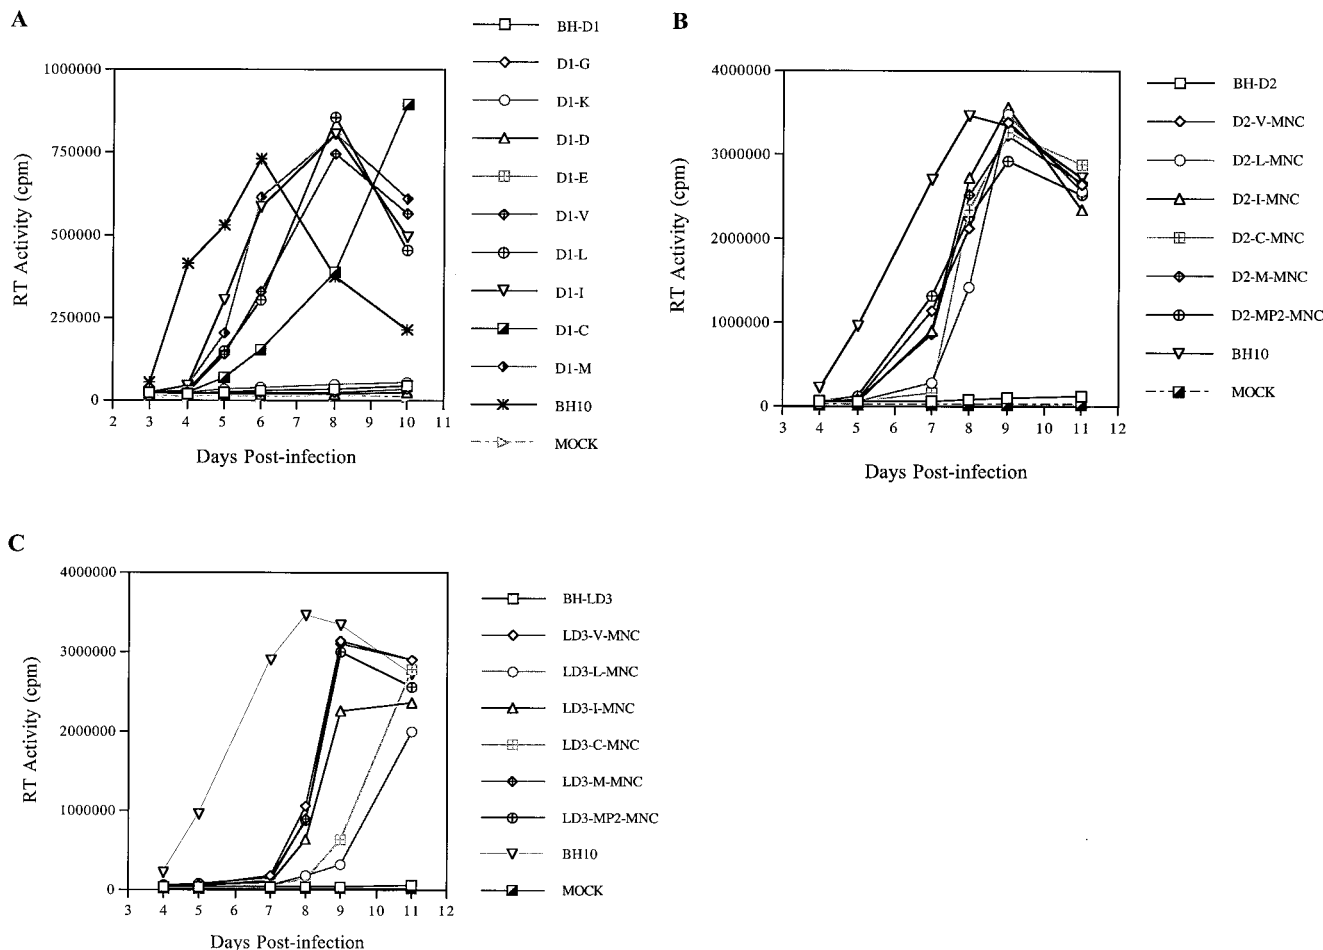 A
1000000
750000
500000
250000
0
RT Activity (cpm)
2 3 4 5 6 7 8 9 10 11
Days Post-infection
BH-D1
D1-G
D1-K
D1-D
D1-E
D1-V
D1-L
D1-I
D1-C
D1-M
BH10
MOCK
B
4000000
3000000
2000000
1000000
0
RT Activity (cpm)
3 4 5 6 7 8 9 10 11 12
Days Post-infection
BH-D2
D2-V-MNC
D2-L-MNC
D2-I-MNC
D2-C-MNC
D2-M-MNC
D2-MP2-MNC
BH10
MOCK
C
4000000
3000000
2000000
1000000
0
RT Activity (cpm)
3 4 5 6 7 8 9 10 11 12
Days Post-infection
BH-LD3
LD3-V-MNC
LD3-L-MNC
LD3-I-MNC
LD3-C-MNC
LD3-M-MNC
LD3-MP2-MNC
BH10
MOCK